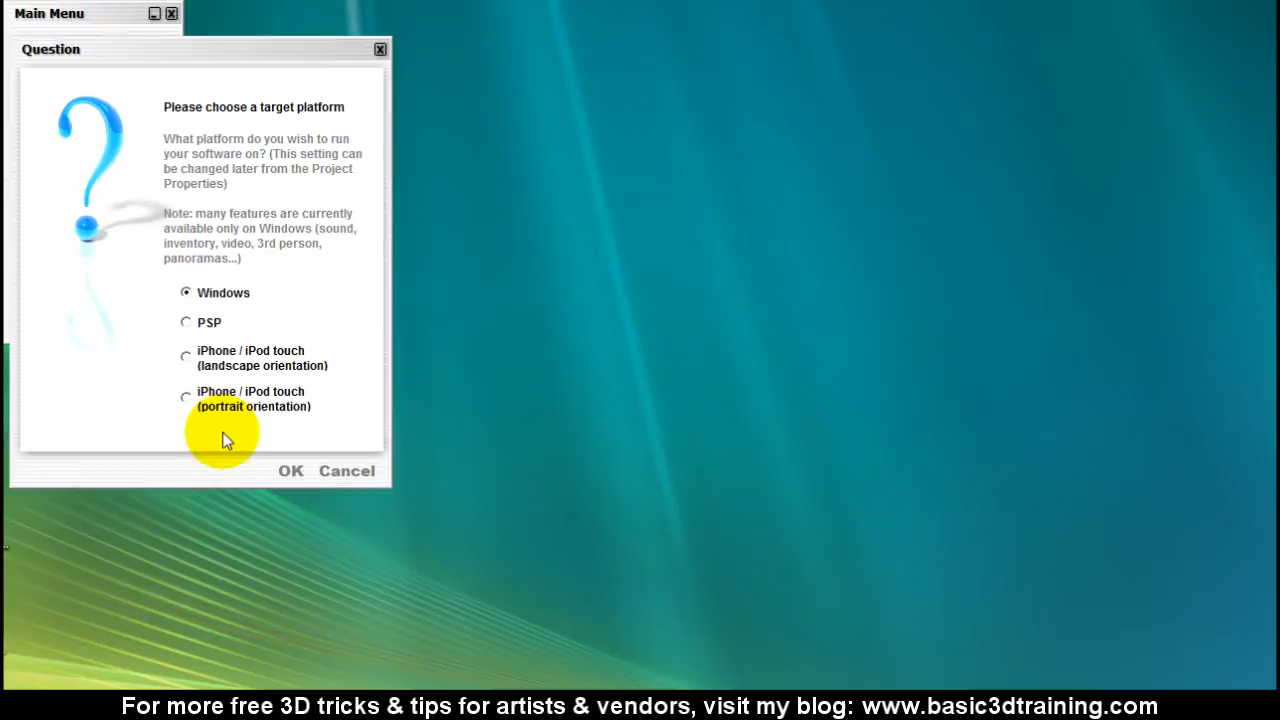 Main Menu
Question
Please choose a target platform
What platform do you wish to run
your software on? (This setting can
be changed later from the Project
Properties)
Note: many features are currently
available only on Windows (sound,
inventory, video, 3rd person,
panoramas...)
Windows
PSP
iPhone / iPod touch
(landscape orientation)
iPhone / iPod touch
(portrait orientation)
OK Cancel
For more free 3D tricks & tips for artists & vendors, visit my blog: www.basic3dtraining.com